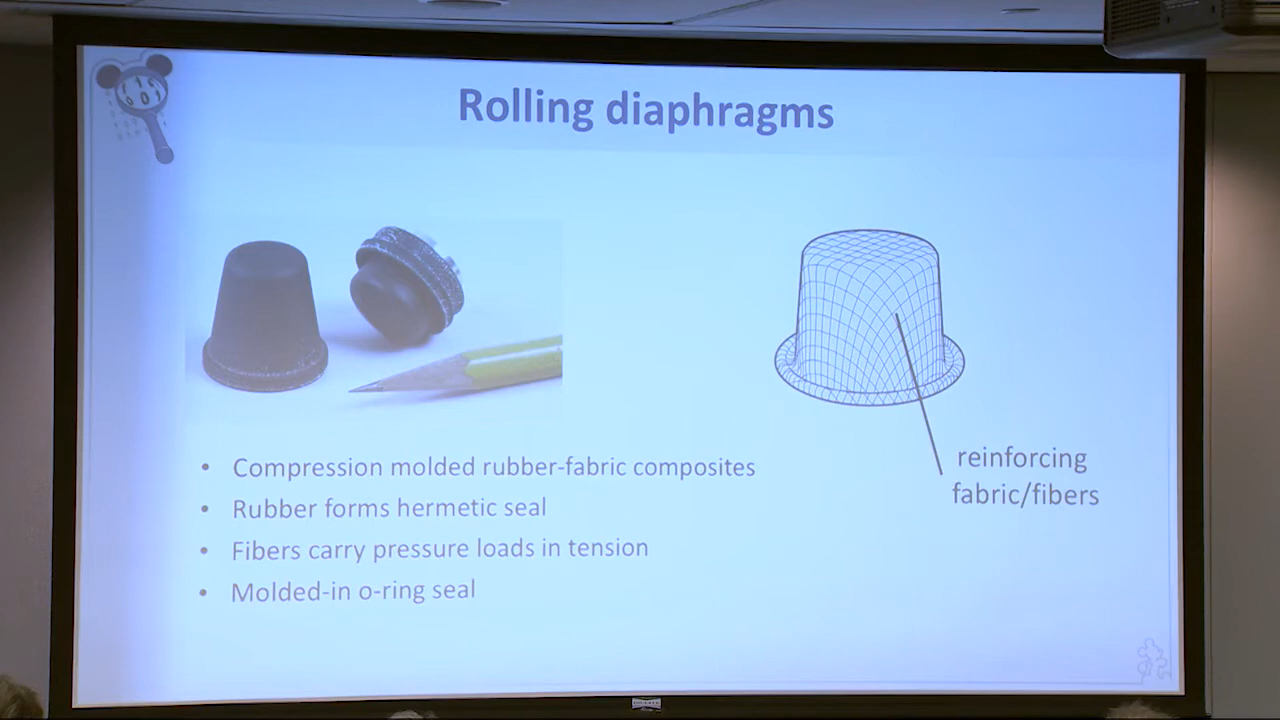 Rolling diaphragms
• Compression molded rubber-fabric composites
• Rubber forms hermetic seal
• Fibers carry pressure loads in tension
• Molded-in o-ring seal
reinforcing
fabric/fibers